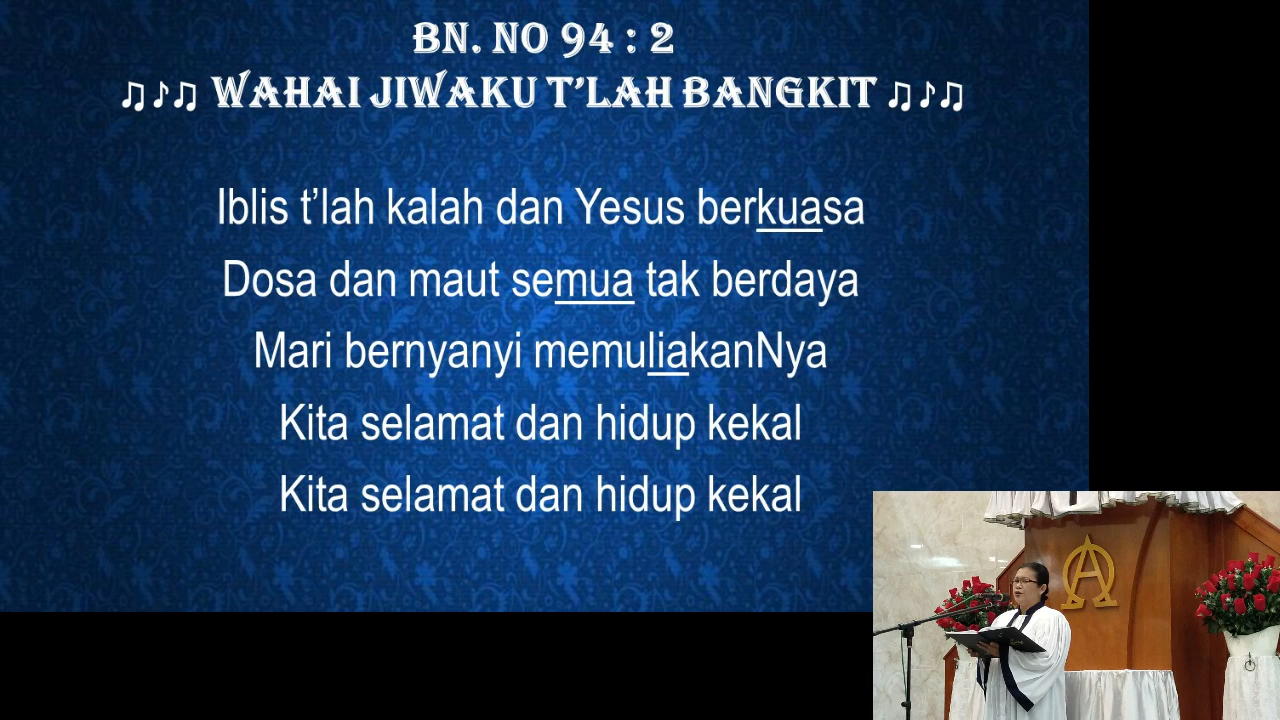 BN. NO 94 : 2
♫♪♫ WAHAI JIWAKU T’LAH BANGKIT ♫♪♫
Iblis t’lah kalah dan Yesus berkuasa
Dosa dan maut semua tak berdaya
Mari bernyanyi memuliakanNya
Kita selamat dan hidup kekal
Kita selamat dan hidup kekal